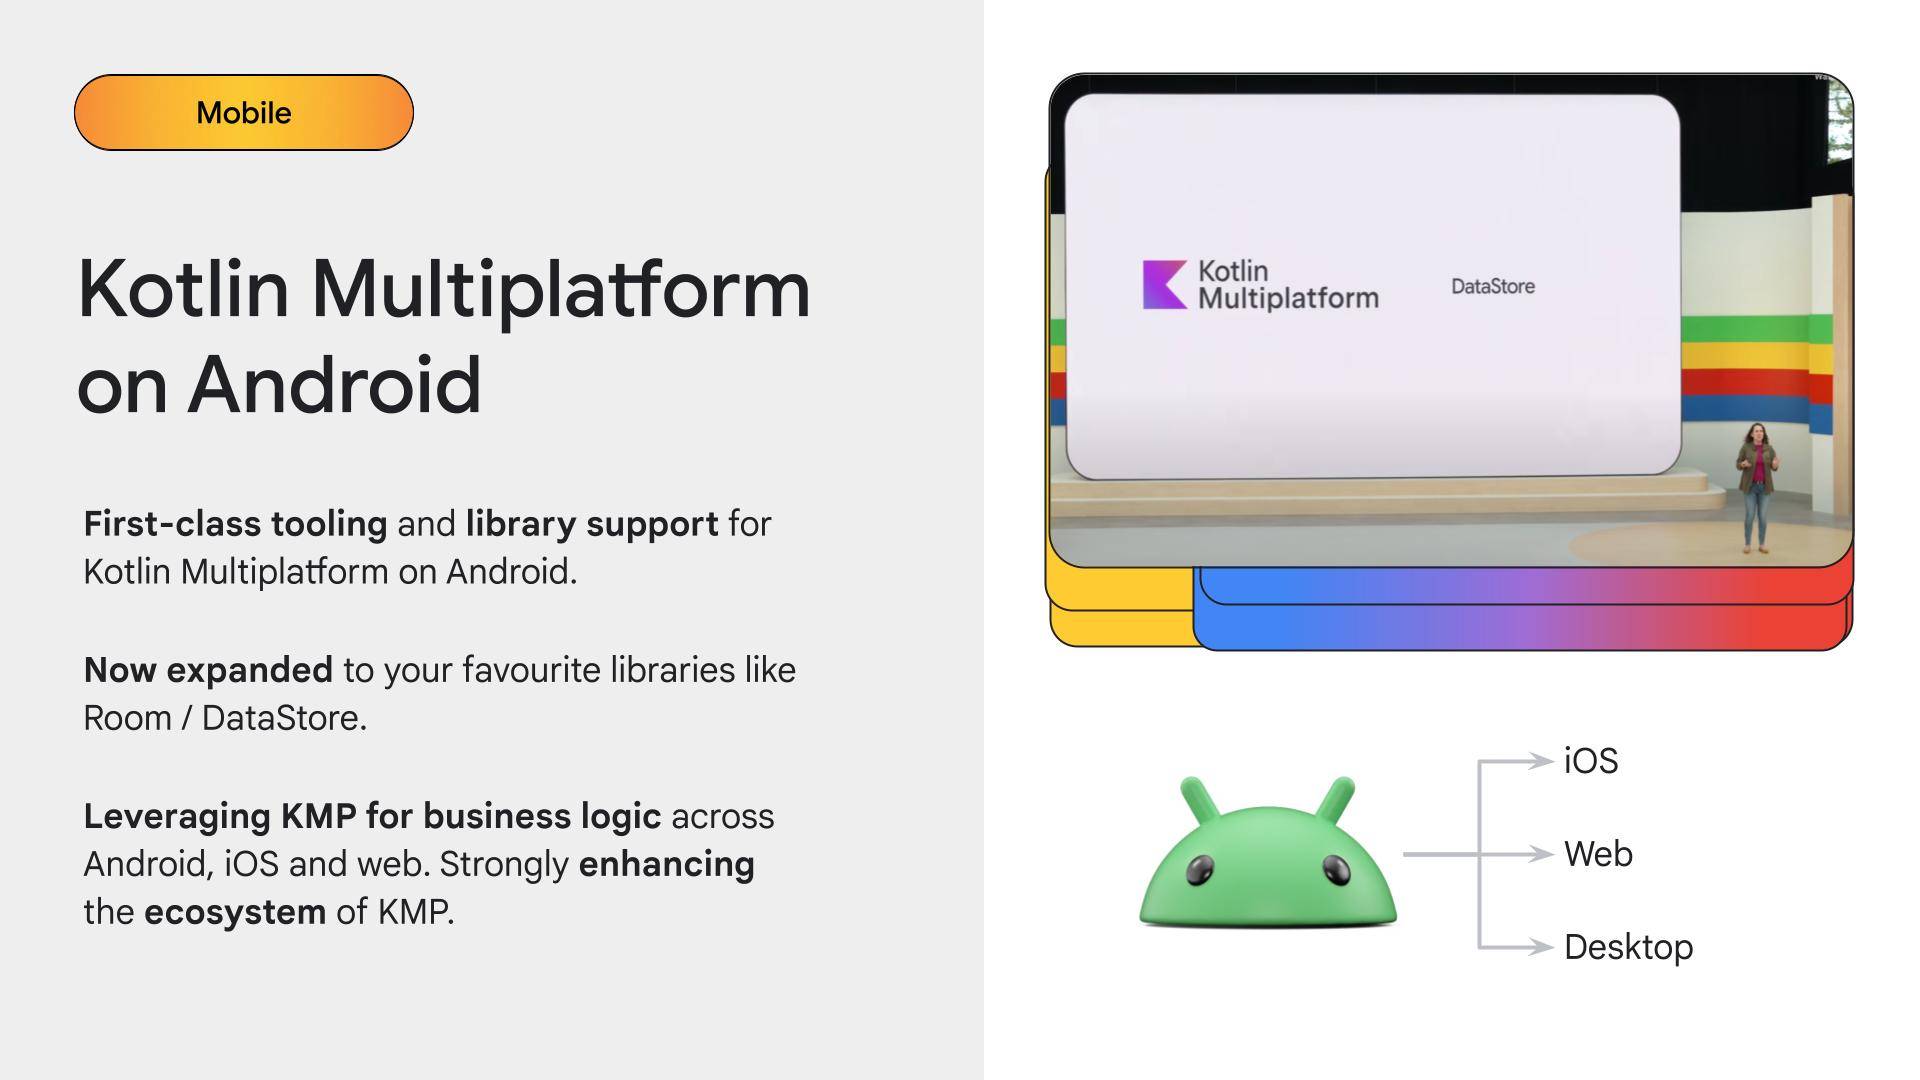 Mobile
Kotlin Multiplatform
on Android
First-class tooling and library support for
Kotlin Multiplatform on Android.
Now expanded to your favourite libraries like
Room / DataStore.
Leveraging KMP for business logic across
Android, iOS and web. Strongly enhancing
the ecosystem of KMP.
Kotlin
Multiplatform
DataStore
iOS
Web
Desktop